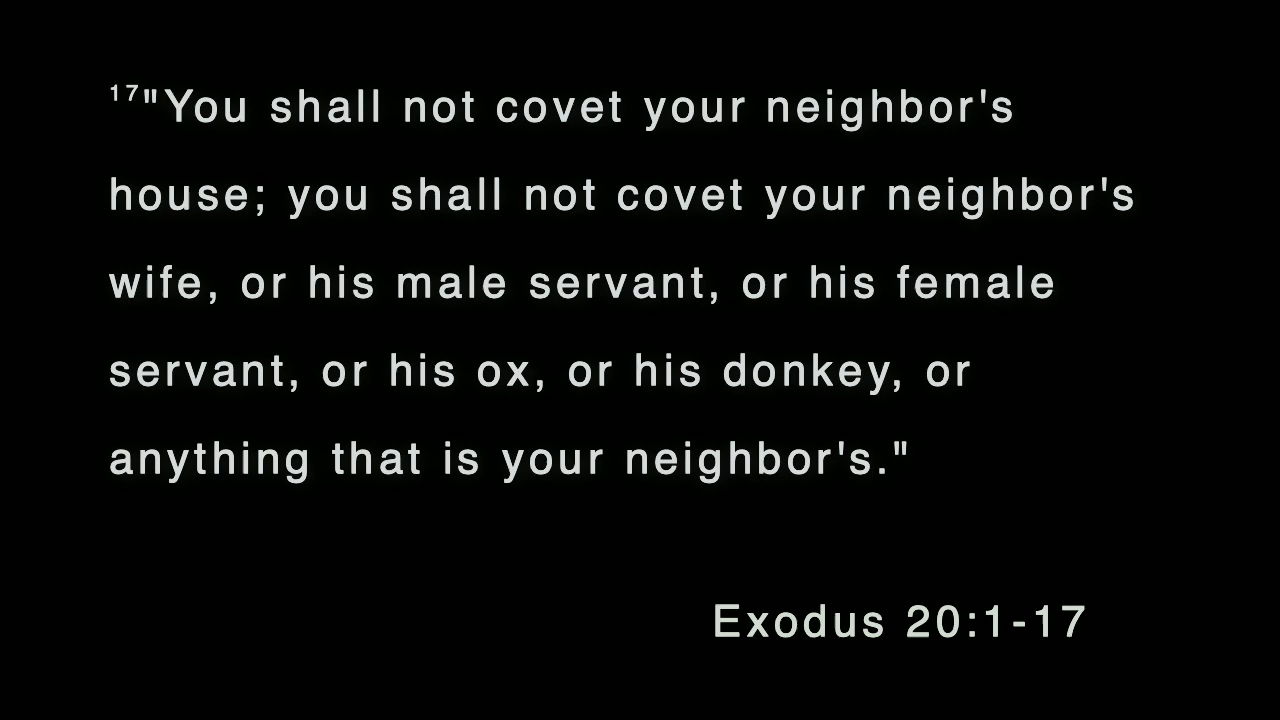 17"You shall not covet your neighbor's
house; you shall not covet your neighbor's
wife, or his male servant, or his female
servant, or his ox, or his donkey, or
anything that is your neighbor's."
Exodus 20:1-17